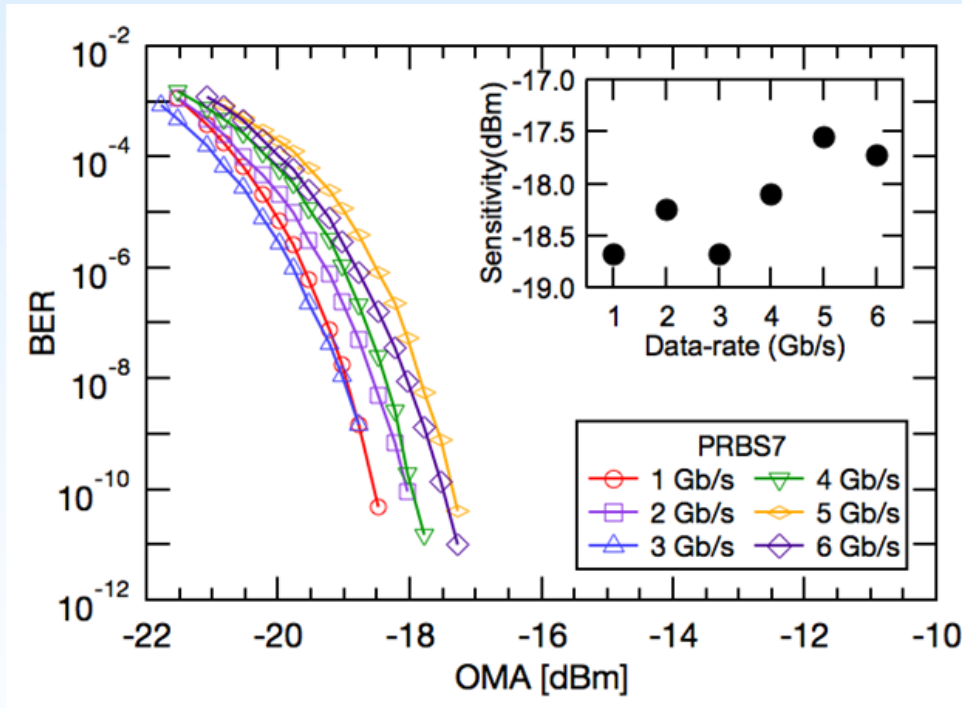 BER
10⁻²
10⁻⁴
10⁻⁶
10⁻⁸
10⁻¹⁰
10⁻¹²
-22 -20 -18 -16 -14 -12 -10
OMA [dBm]
Sensitivity(dBm)
-17.0
-17.5
-18.0
-18.5
-19.0
1 2 3 4 5 6
Data-rate (Gb/s)
PRBS7
1 Gb/s 4 Gb/s
2 Gb/s 5 Gb/s
3 Gb/s 6 Gb/s